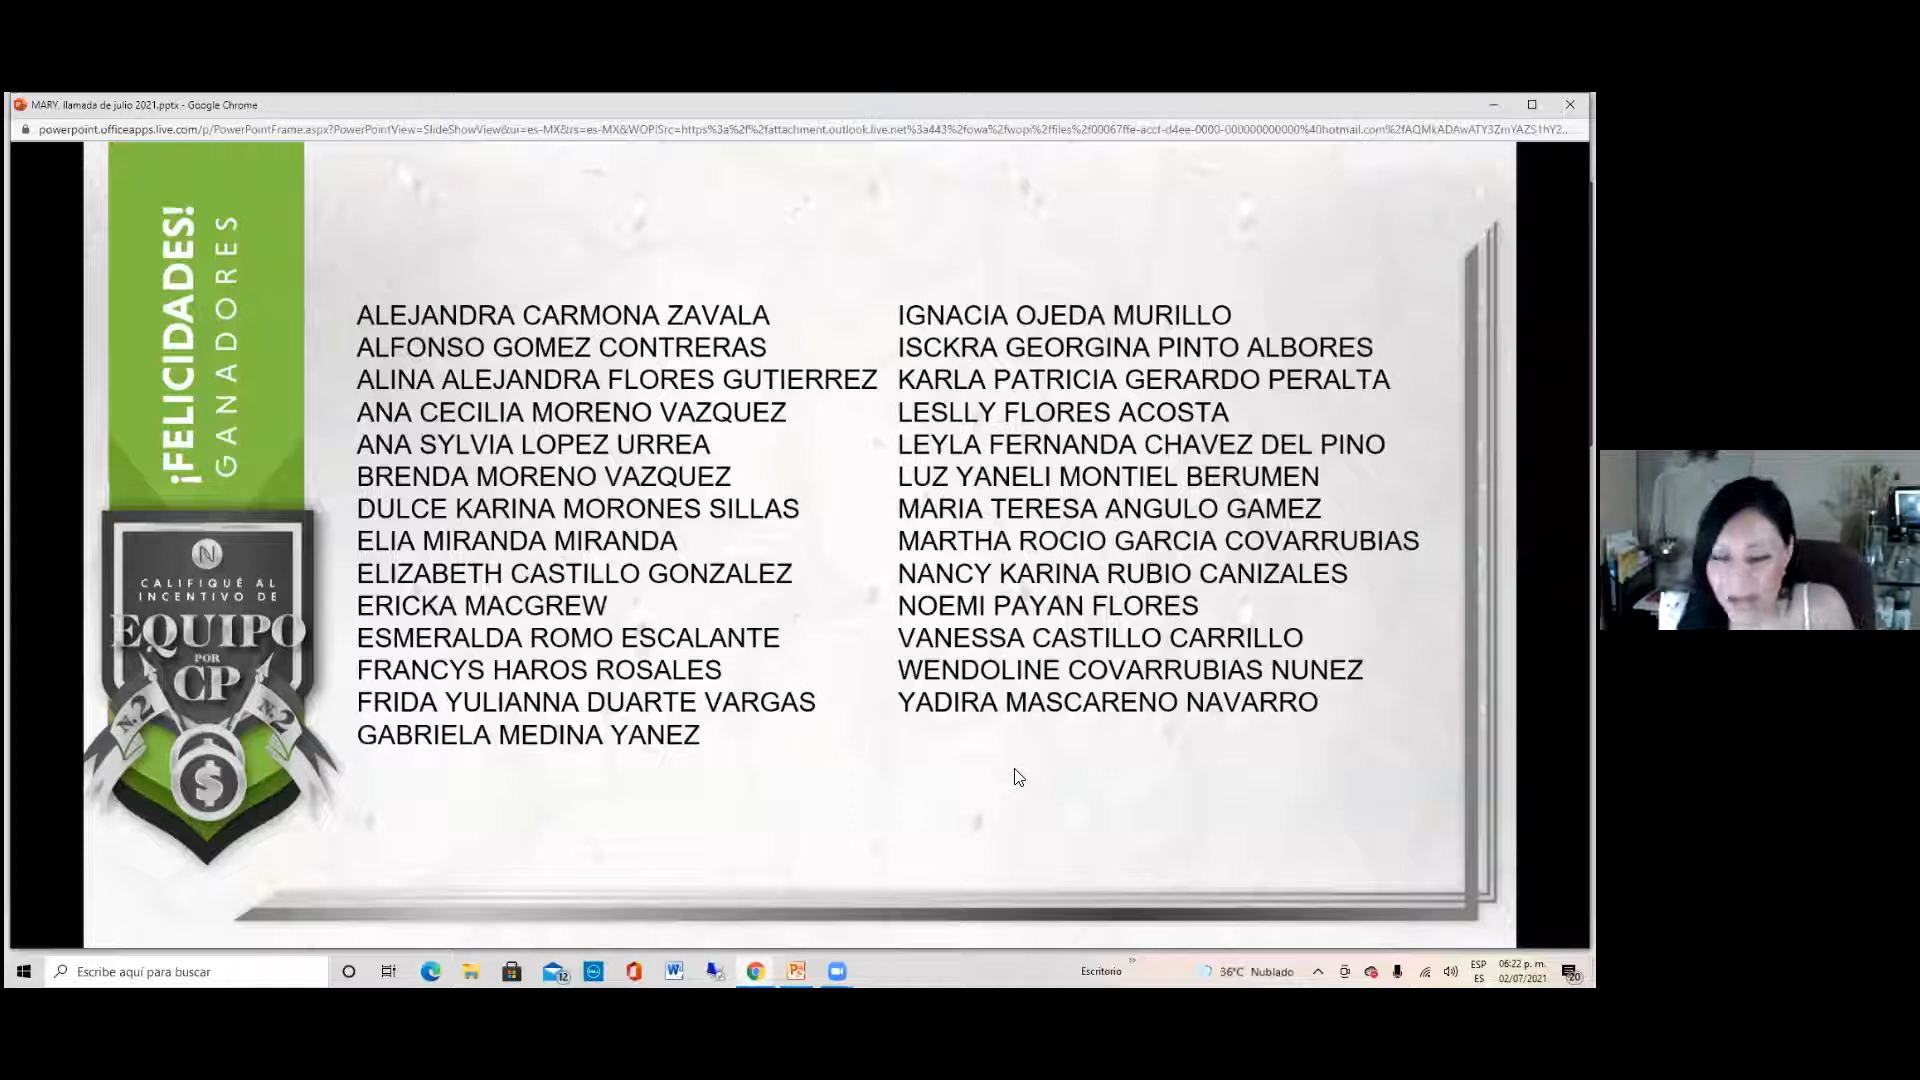 MARY, llamada de julio 2021.pptx - Google Chrome
¡FELICIDADES!
GANADORES
N
CALIFIQUÉ AL
INCENTIVO DE
EQUIPO
POR
CP
N.2
N.2
$
ALEJANDRA CARMONA ZAVALA
ALFONSO GOMEZ CONTRERAS
ALINA ALEJANDRA FLORES GUTIERREZ
ANA CECILIA MORENO VAZQUEZ
ANA SYLVIA LOPEZ URREA
BRENDA MORENO VAZQUEZ
DULCE KARINA MORONES SILLAS
ELIA MIRANDA MIRANDA
ELIZABETH CASTILLO GONZALEZ
ERICKA MACGREW
ESMERALDA ROMO ESCALANTE
FRANCYS HAROS ROSALES
FRIDA YULIANNA DUARTE VARGAS
GABRIELA MEDINA YANEZ
IGNACIA OJEDA MURILLO
ISCKRA GEORGINA PINTO ALBORES
KARLA PATRICIA GERARDO PERALTA
LESLLY FLORES ACOSTA
LEYLA FERNANDA CHAVEZ DEL PINO
LUZ YANELI MONTIEL BERUMEN
MARIA TERESA ANGULO GAMEZ
MARTHA ROCIO GARCIA COVARRUBIAS
NANCY KARINA RUBIO CANIZALES
NOEMI PAYAN FLORES
VANESSA CASTILLO CARRILLO
WENDOLINE COVARRUBIAS NUNEZ
YADIRA MASCARENO NAVARRO
Escribe aquí para buscar
12
Escritorio
36°C Nublado
ESP
ES
06:22 p. m.
02/07/2021
20